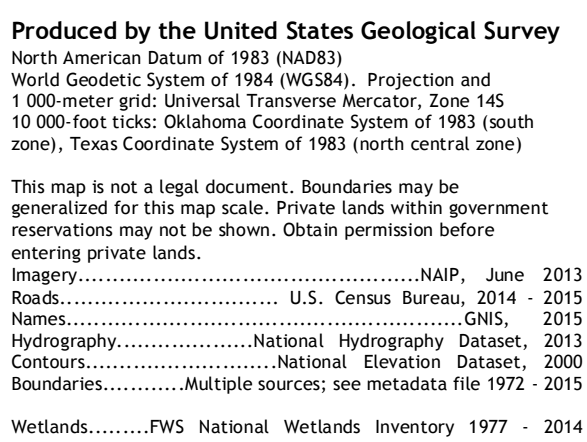 Produced by the United States Geological Survey
North American Datum of 1983 (NAD83)
World Geodetic System of 1984 (WGS84). Projection and
1 000-meter grid: Universal Transverse Mercator, Zone 14S
10 000-foot ticks: Oklahoma Coordinate System of 1983 (south
zone), Texas Coordinate System of 1983 (north central zone)
This map is not a legal document. Boundaries may be
generalized for this map scale. Private lands within government
reservations may not be shown. Obtain permission before
entering private lands.
Imagery..............................................NAIP, June 2013
Roads............................. U.S. Census Bureau, 2014 - 2015
Names.....................................................GNIS, 2015
Hydrography...................National Hydrography Dataset, 2013
Contours..........................National Elevation Dataset, 2000
Boundaries...........Multiple sources; see metadata file 1972 - 2015
Wetlands.........FWS National Wetlands Inventory 1977 - 2014